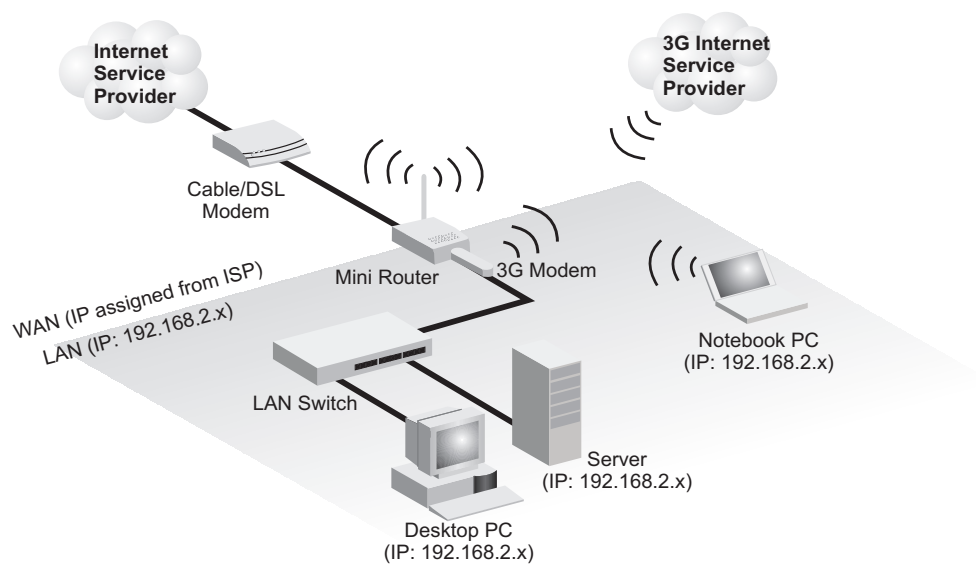 Internet
Service
Provider
3G Internet
Service
Provider
Cable/DSL
Modem
Mini Router
3G Modem
WAN (IP assigned from ISP)
LAN (IP: 192.168.2.x)
Notebook PC
(IP: 192.168.2.x)
LAN Switch
Server
(IP: 192.168.2.x)
Desktop PC
(IP: 192.168.2.x)